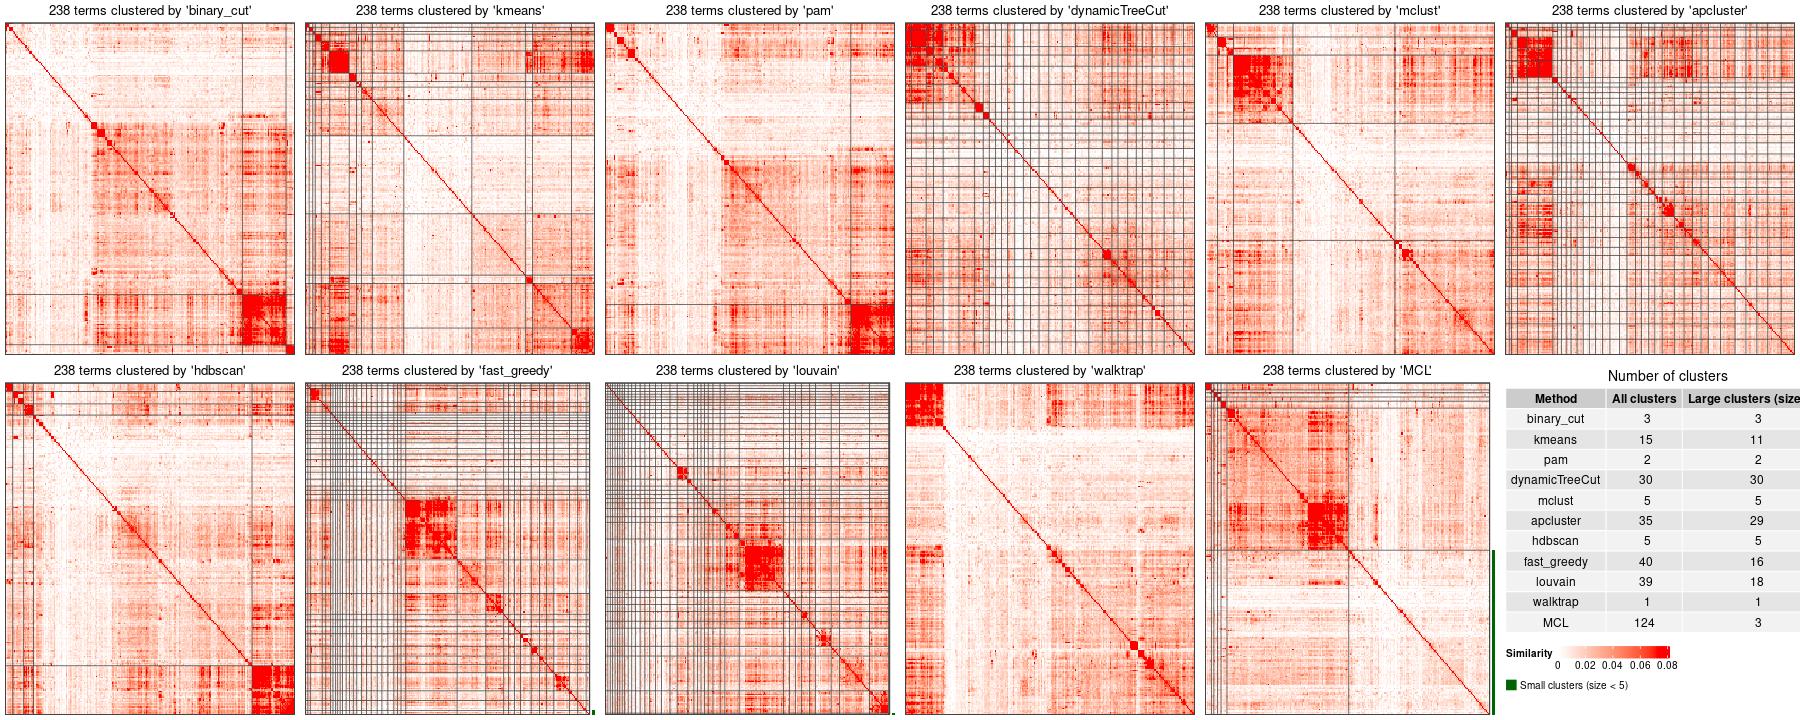 238 terms clustered by 'binary_cut'
238 terms clustered by 'kmeans'
238 terms clustered by 'pam'
238 terms clustered by 'dynamicTreeCut'
238 terms clustered by 'mclust'
238 terms clustered by 'apcluster'
238 terms clustered by 'hdbscan'
238 terms clustered by 'fast_greedy'
238 terms clustered by 'louvain'
238 terms clustered by 'walktrap'
238 terms clustered by 'MCL'
Number of clusters
Method All clusters Large clusters (size
binary_cut 3 3
kmeans 15 11
pam 2 2
dynamicTreeCut 30 30
mclust 5 5
apcluster 35 29
hdbscan 5 5
fast_greedy 40 16
louvain 39 18
walktrap 1 1
MCL 124 3
Similarity
0 0.02 0.04 0.06 0.08
Small clusters (size < 5)